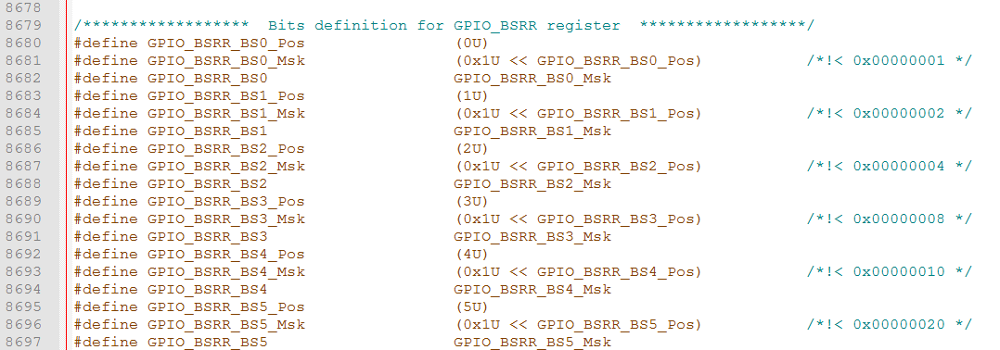 8678
8679 /****************** Bits definition for GPIO_BSRR register ******************/
8680 #define GPIO_BSRR_BS0_Pos (0U)
8681 #define GPIO_BSRR_BS0_Msk (0x1U << GPIO_BSRR_BS0_Pos) /*!< 0x00000001 */
8682 #define GPIO_BSRR_BS0 GPIO_BSRR_BS0_Msk
8683 #define GPIO_BSRR_BS1_Pos (1U)
8684 #define GPIO_BSRR_BS1_Msk (0x1U << GPIO_BSRR_BS1_Pos) /*!< 0x00000002 */
8685 #define GPIO_BSRR_BS1 GPIO_BSRR_BS1_Msk
8686 #define GPIO_BSRR_BS2_Pos (2U)
8687 #define GPIO_BSRR_BS2_Msk (0x1U << GPIO_BSRR_BS2_Pos) /*!< 0x00000004 */
8688 #define GPIO_BSRR_BS2 GPIO_BSRR_BS2_Msk
8689 #define GPIO_BSRR_BS3_Pos (3U)
8690 #define GPIO_BSRR_BS3_Msk (0x1U << GPIO_BSRR_BS3_Pos) /*!< 0x00000008 */
8691 #define GPIO_BSRR_BS3 GPIO_BSRR_BS3_Msk
8692 #define GPIO_BSRR_BS4_Pos (4U)
8693 #define GPIO_BSRR_BS4_Msk (0x1U << GPIO_BSRR_BS4_Pos) /*!< 0x00000010 */
8694 #define GPIO_BSRR_BS4 GPIO_BSRR_BS4_Msk
8695 #define GPIO_BSRR_BS5_Pos (5U)
8696 #define GPIO_BSRR_BS5_Msk (0x1U << GPIO_BSRR_BS5_Pos) /*!< 0x00000020 */
8697 #define GPIO_BSRR_BS5 GPIO_BSRR_BS5_Msk